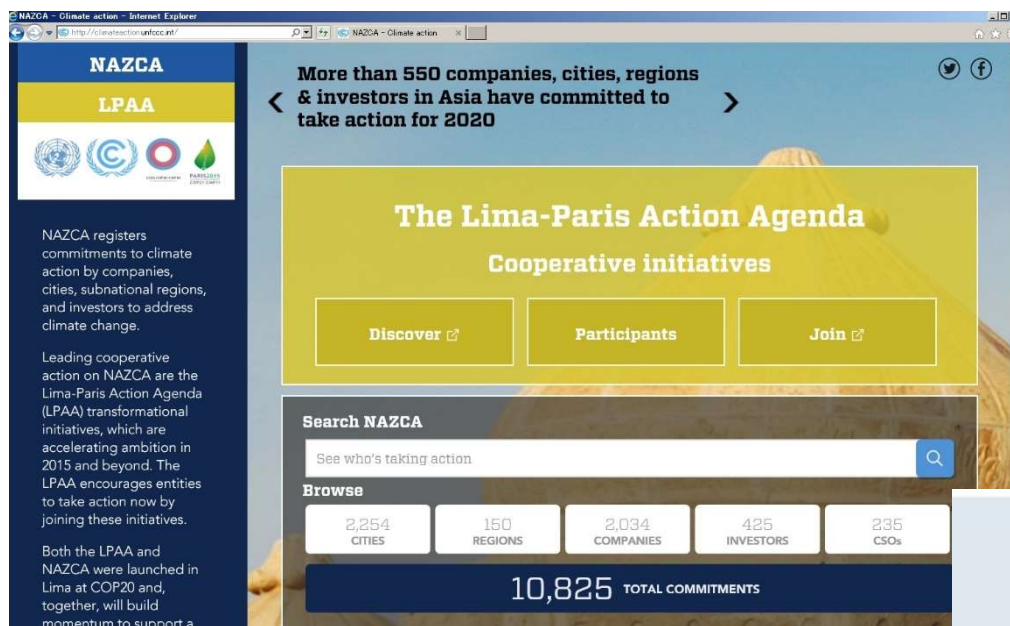 NAZCA - Climate action - Internet Explorer
http://climateaction.unfccc.int/
NAZCA - Climate action
NAZCA
LPAA
More than 550 companies, cities, regions
& investors in Asia have committed to
take action for 2020
PARIS2015
NAZCA registers
commitments to climate
action by companies,
cities, subnational regions,
and investors to address
climate change.
Leading cooperative
action on NAZCA are the
Lima-Paris Action Agenda
(LPAA) transformational
initiatives, which are
accelerating ambition in
2015 and beyond. The
LPAA encourages entities
to take action now by
joining these initiatives.
Both the LPAA and
NAZCA were launched in
Lima at COP20 and,
together, will build
momentum to support a
The Lima-Paris Action Agenda
Cooperative initiatives
Discover
Participants
Join
Search NAZCA
See who's taking action
Browse
2,254
CITIES
150
REGIONS
2,034
COMPANIES
425
INVESTORS
235
CSOs
10,825 TOTAL COMMITMENTS